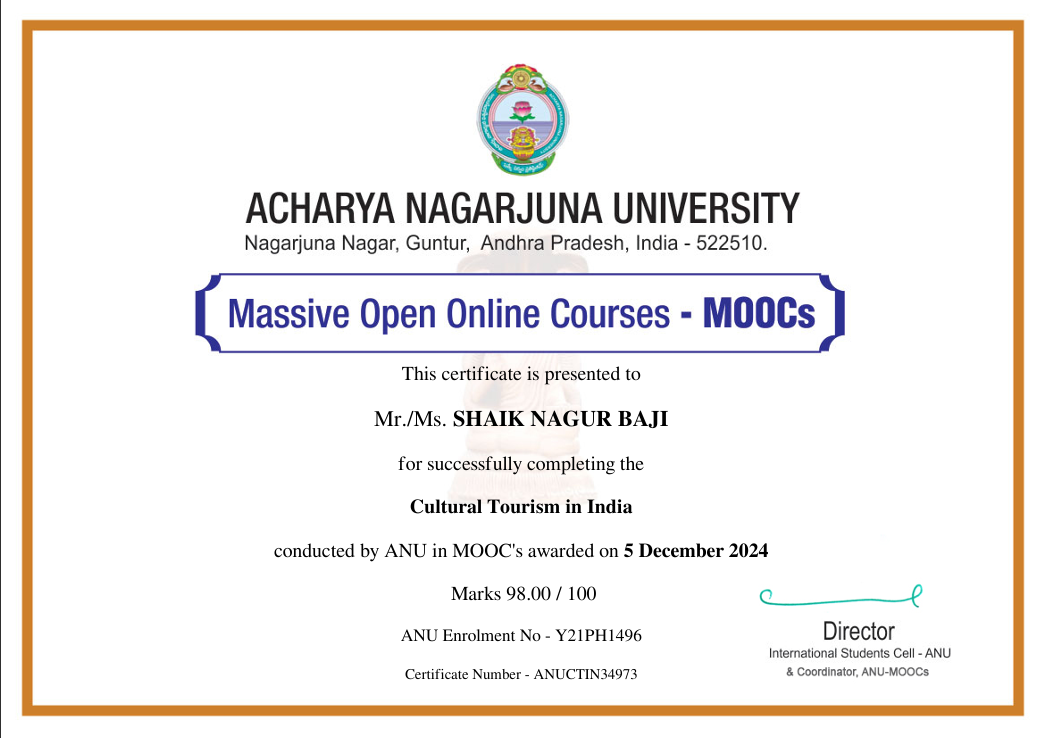 ACHARYA NAGARJUNA UNIVERSITY
Nagarjuna Nagar, Guntur, Andhra Pradesh, India - 522510.
Massive Open Online Courses - MOOCs
This certificate is presented to
Mr./Ms. SHAIK NAGUR BAJI
for successfully completing the
Cultural Tourism in India
conducted by ANU in MOOC's awarded on 5 December 2024
Marks 98.00 / 100
ANU Enrolment No - Y21PH1496
Certificate Number - ANUCTIN34973
Director
International Students Cell - ANU
& Coordinator, ANU-MOOCs